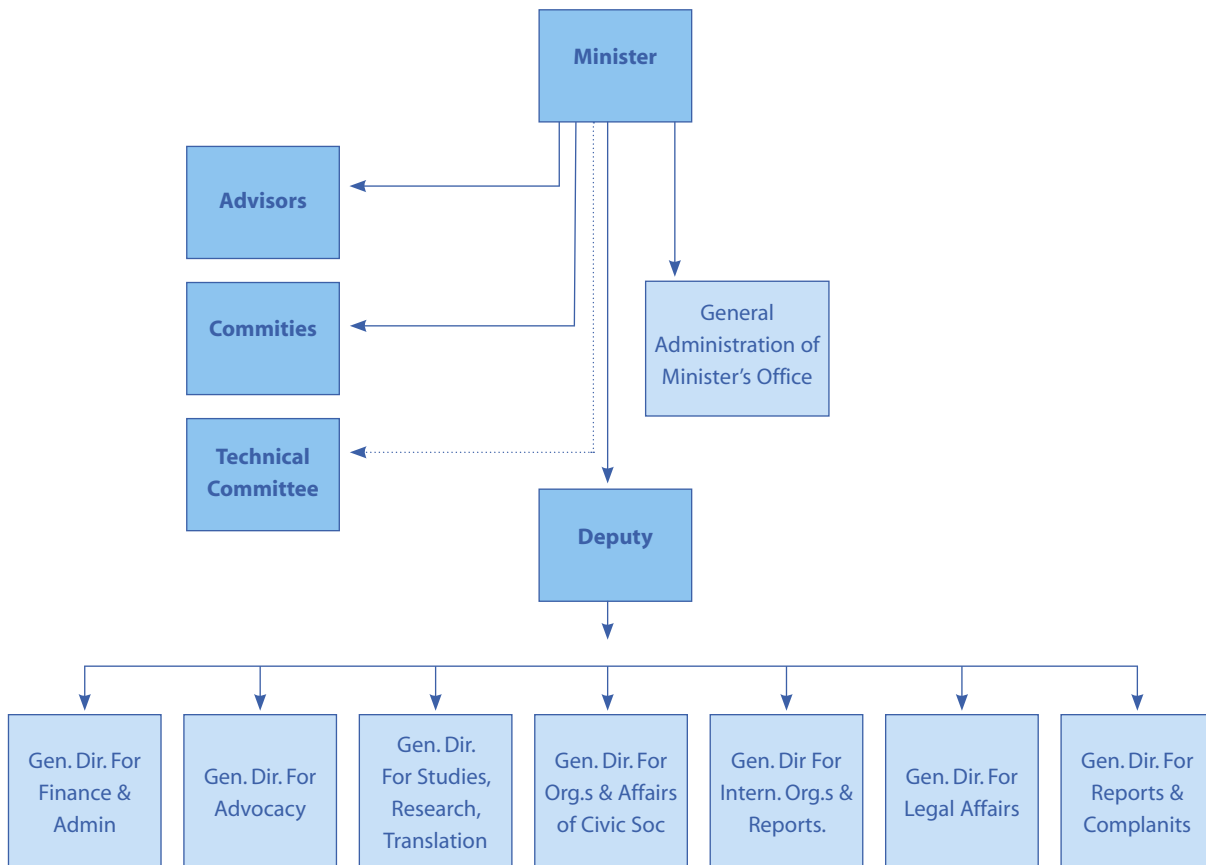 Minister
Advisors
Commities
General
Administration of
Minister’s Office
Technical
Committee
Deputy
Gen. Dir. For
Finance &
Admin
Gen. Dir. For
Advocacy
Gen. Dir.
For Studies,
Research,
Translation
Gen. Dir. For
Org.s & Affairs
of Civic Soc
Gen. Dir For
Intern. Org.s &
Reports.
Gen. Dir. For
Legal Affairs
Gen. Dir. For
Reports &
Complanits